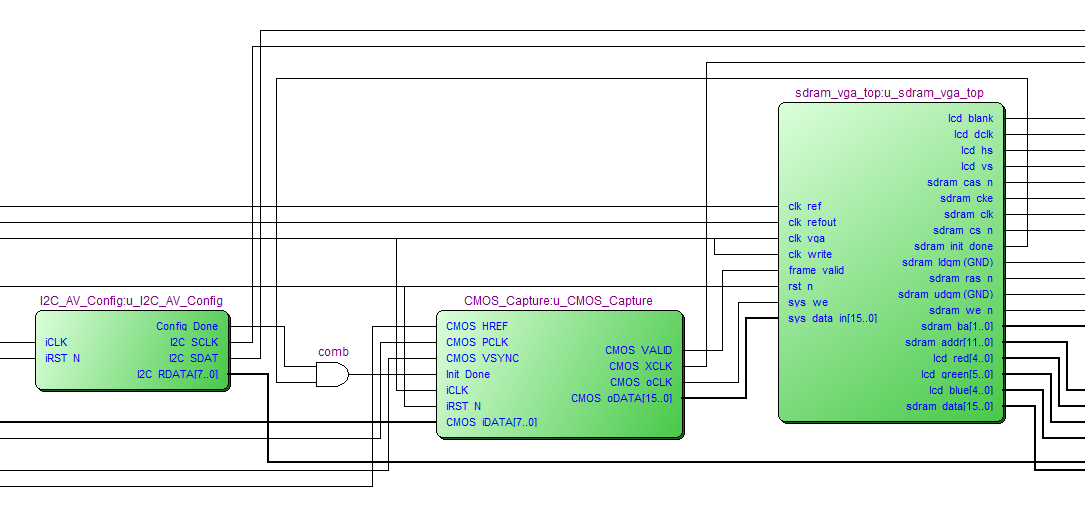 I2C_AV_Config:u_I2C_AV_Config
iCLK
iRST N
Config Done
I2C SCLK
I2C SDAT
I2C RDATA[7..0]
comb
CMOS_Capture:u_CMOS_Capture
CMOS HREF
CMOS PCLK
CMOS VSYNC
Init Done
iCLK
iRST N
CMOS iDATA[7..0]
CMOS VALID
CMOS XCLK
CMOS oCLK
CMOS oDATA[15..0]
sdram_vga_top:u_sdram_vga_top
clk ref
clk refout
clk vga
clk write
frame valid
rst n
sys we
sys data in[15..0]
lcd blank
lcd dclk
lcd hs
lcd vs
sdram cas n
sdram cke
sdram clk
sdram cs n
sdram init done
sdram ldqm (GND)
sdram ras n
sdram udqm (GND)
sdram we n
sdram ba[1..0]
sdram addr[11..0]
lcd red[4..0]
lcd green[5..0]
lcd blue[4..0]
sdram data[15..0]